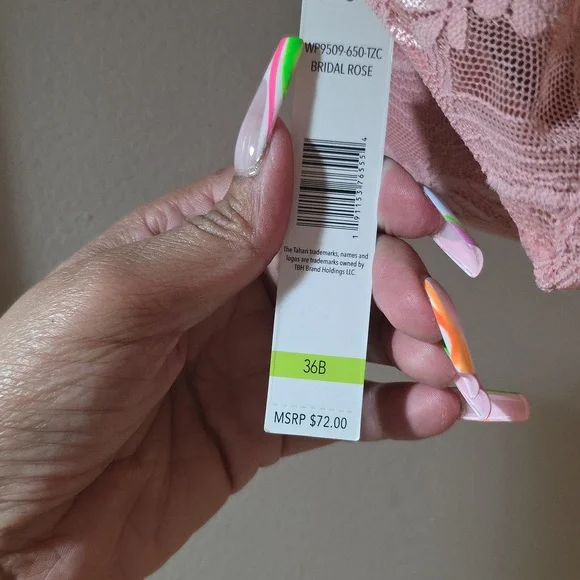 WP9509-650-TZC
BRIDAL ROSE
The Tahari trademarks, names and
logos are trademarks owned by
TBH Brand Holdings LLC.
36B
MSRP $72.00